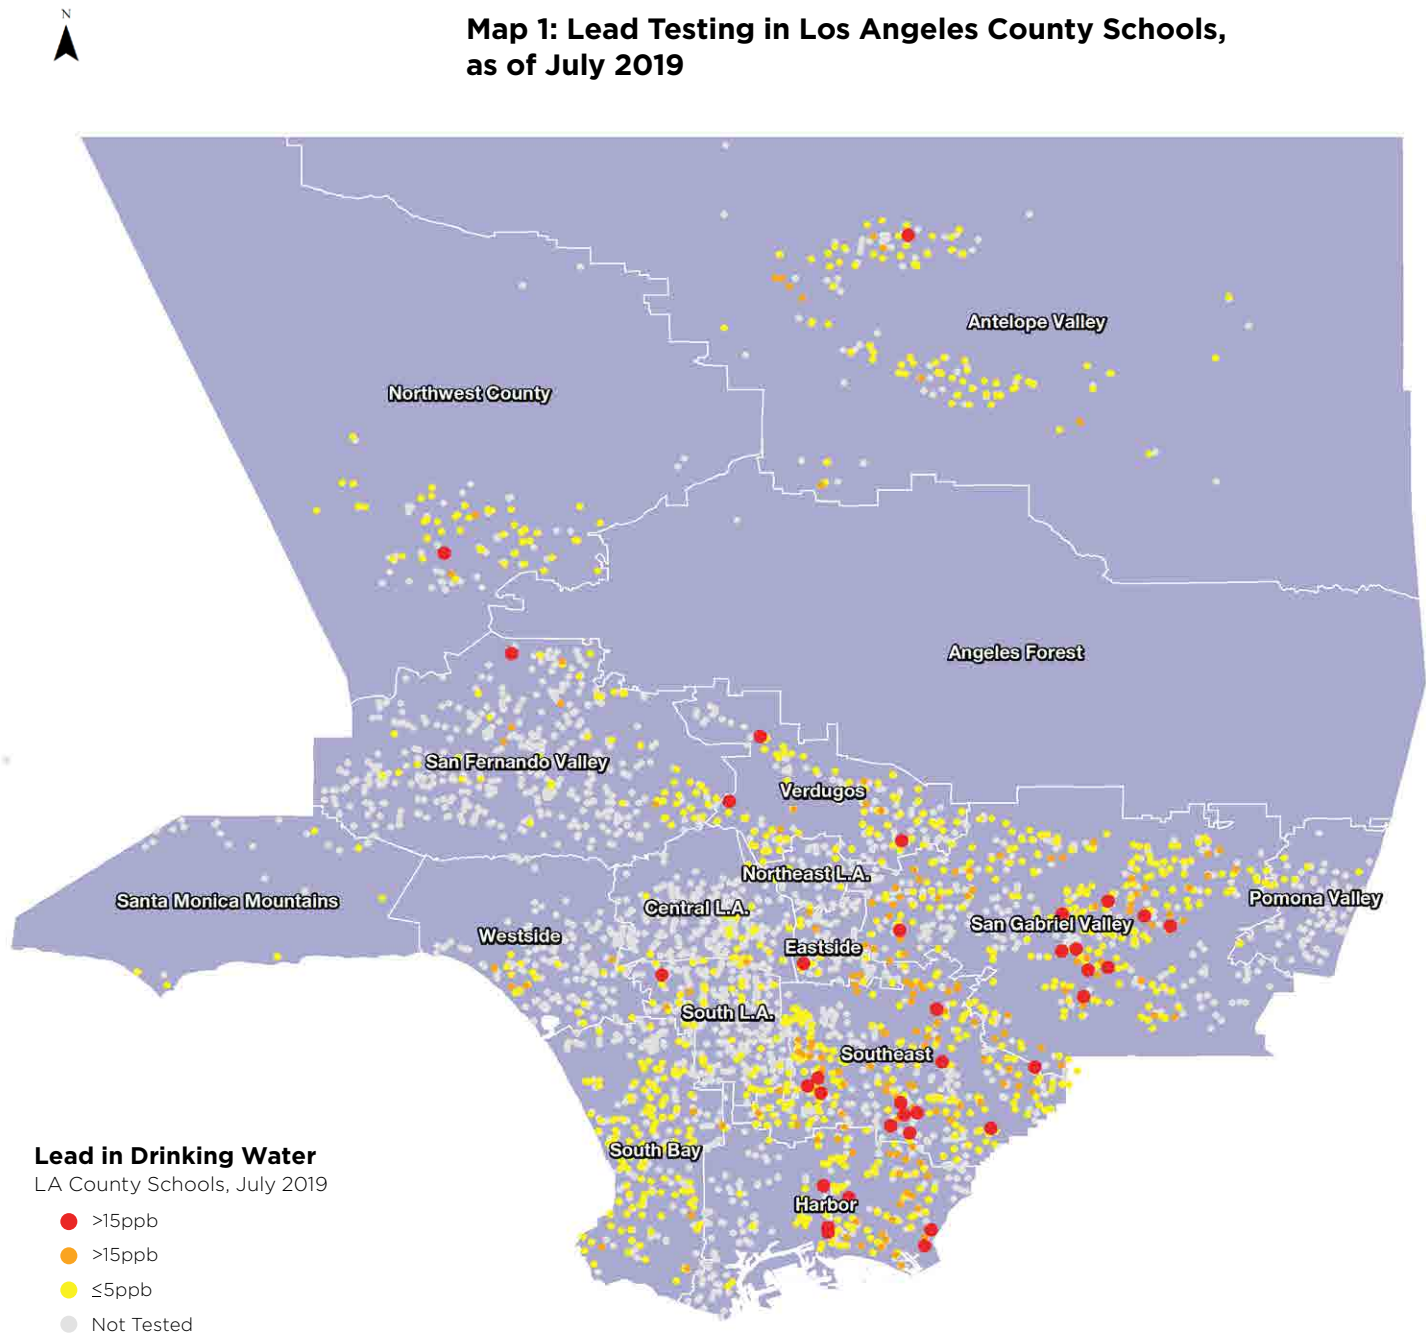 N
Map 1: Lead Testing in Los Angeles County Schools,
as of July 2019
Antelope Valley
Northwest County
Angeles Forest
San Fernando Valley
Verdugos
Northeast L.A.
Santa Monica Mountains
Central L.A.
Pomona Valley
San Gabriel Valley
Westside
Eastside
South L.A.
Southeast
South Bay
Harbor
Lead in Drinking Water
LA County Schools, July 2019
>15ppb
>15ppb
≤5ppb
Not Tested